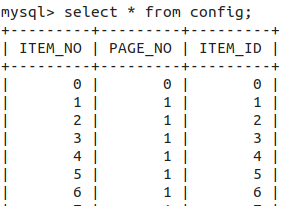 mysql> select * from config;
+---------+---------+---------+
| ITEM_NO | PAGE_NO | ITEM_ID |
+---------+---------+---------+
|       0 |       0 |       0 |
|       1 |       1 |       1 |
|       2 |       1 |       2 |
|       3 |       1 |       3 |
|       4 |       1 |       4 |
|       5 |       1 |       5 |
|       6 |       1 |       6 |